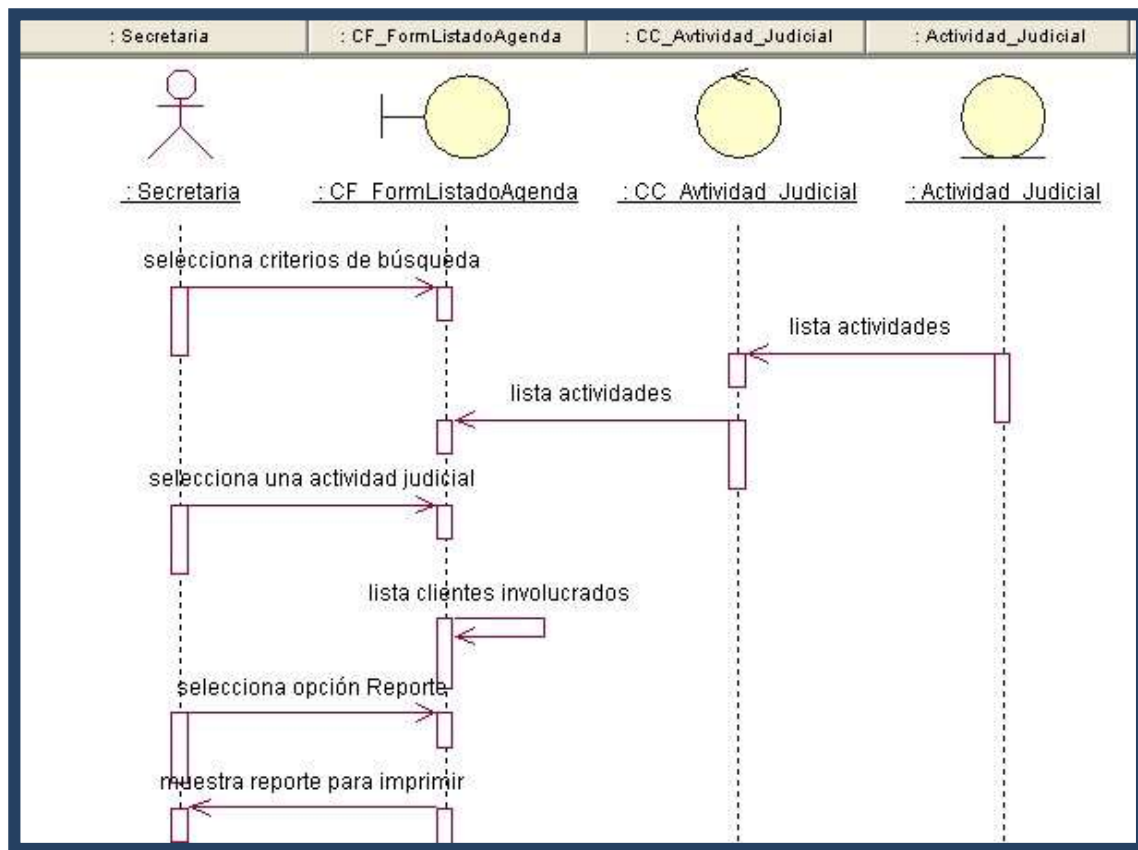 : Secretaria
: CF_FormListadoAgenda
: CC_Avtividad_Judicial
: Actividad_Judicial
: Secretaria
: CF_FormListadoAgenda
: CC_Avtividad_Judicial
: Actividad_Judicial
selecciona criterios de búsqueda
lista actividades
lista actividades
selecciona una actividad judicial
lista clientes involucrados
selecciona opción Reporte
muestra reporte para imprimir